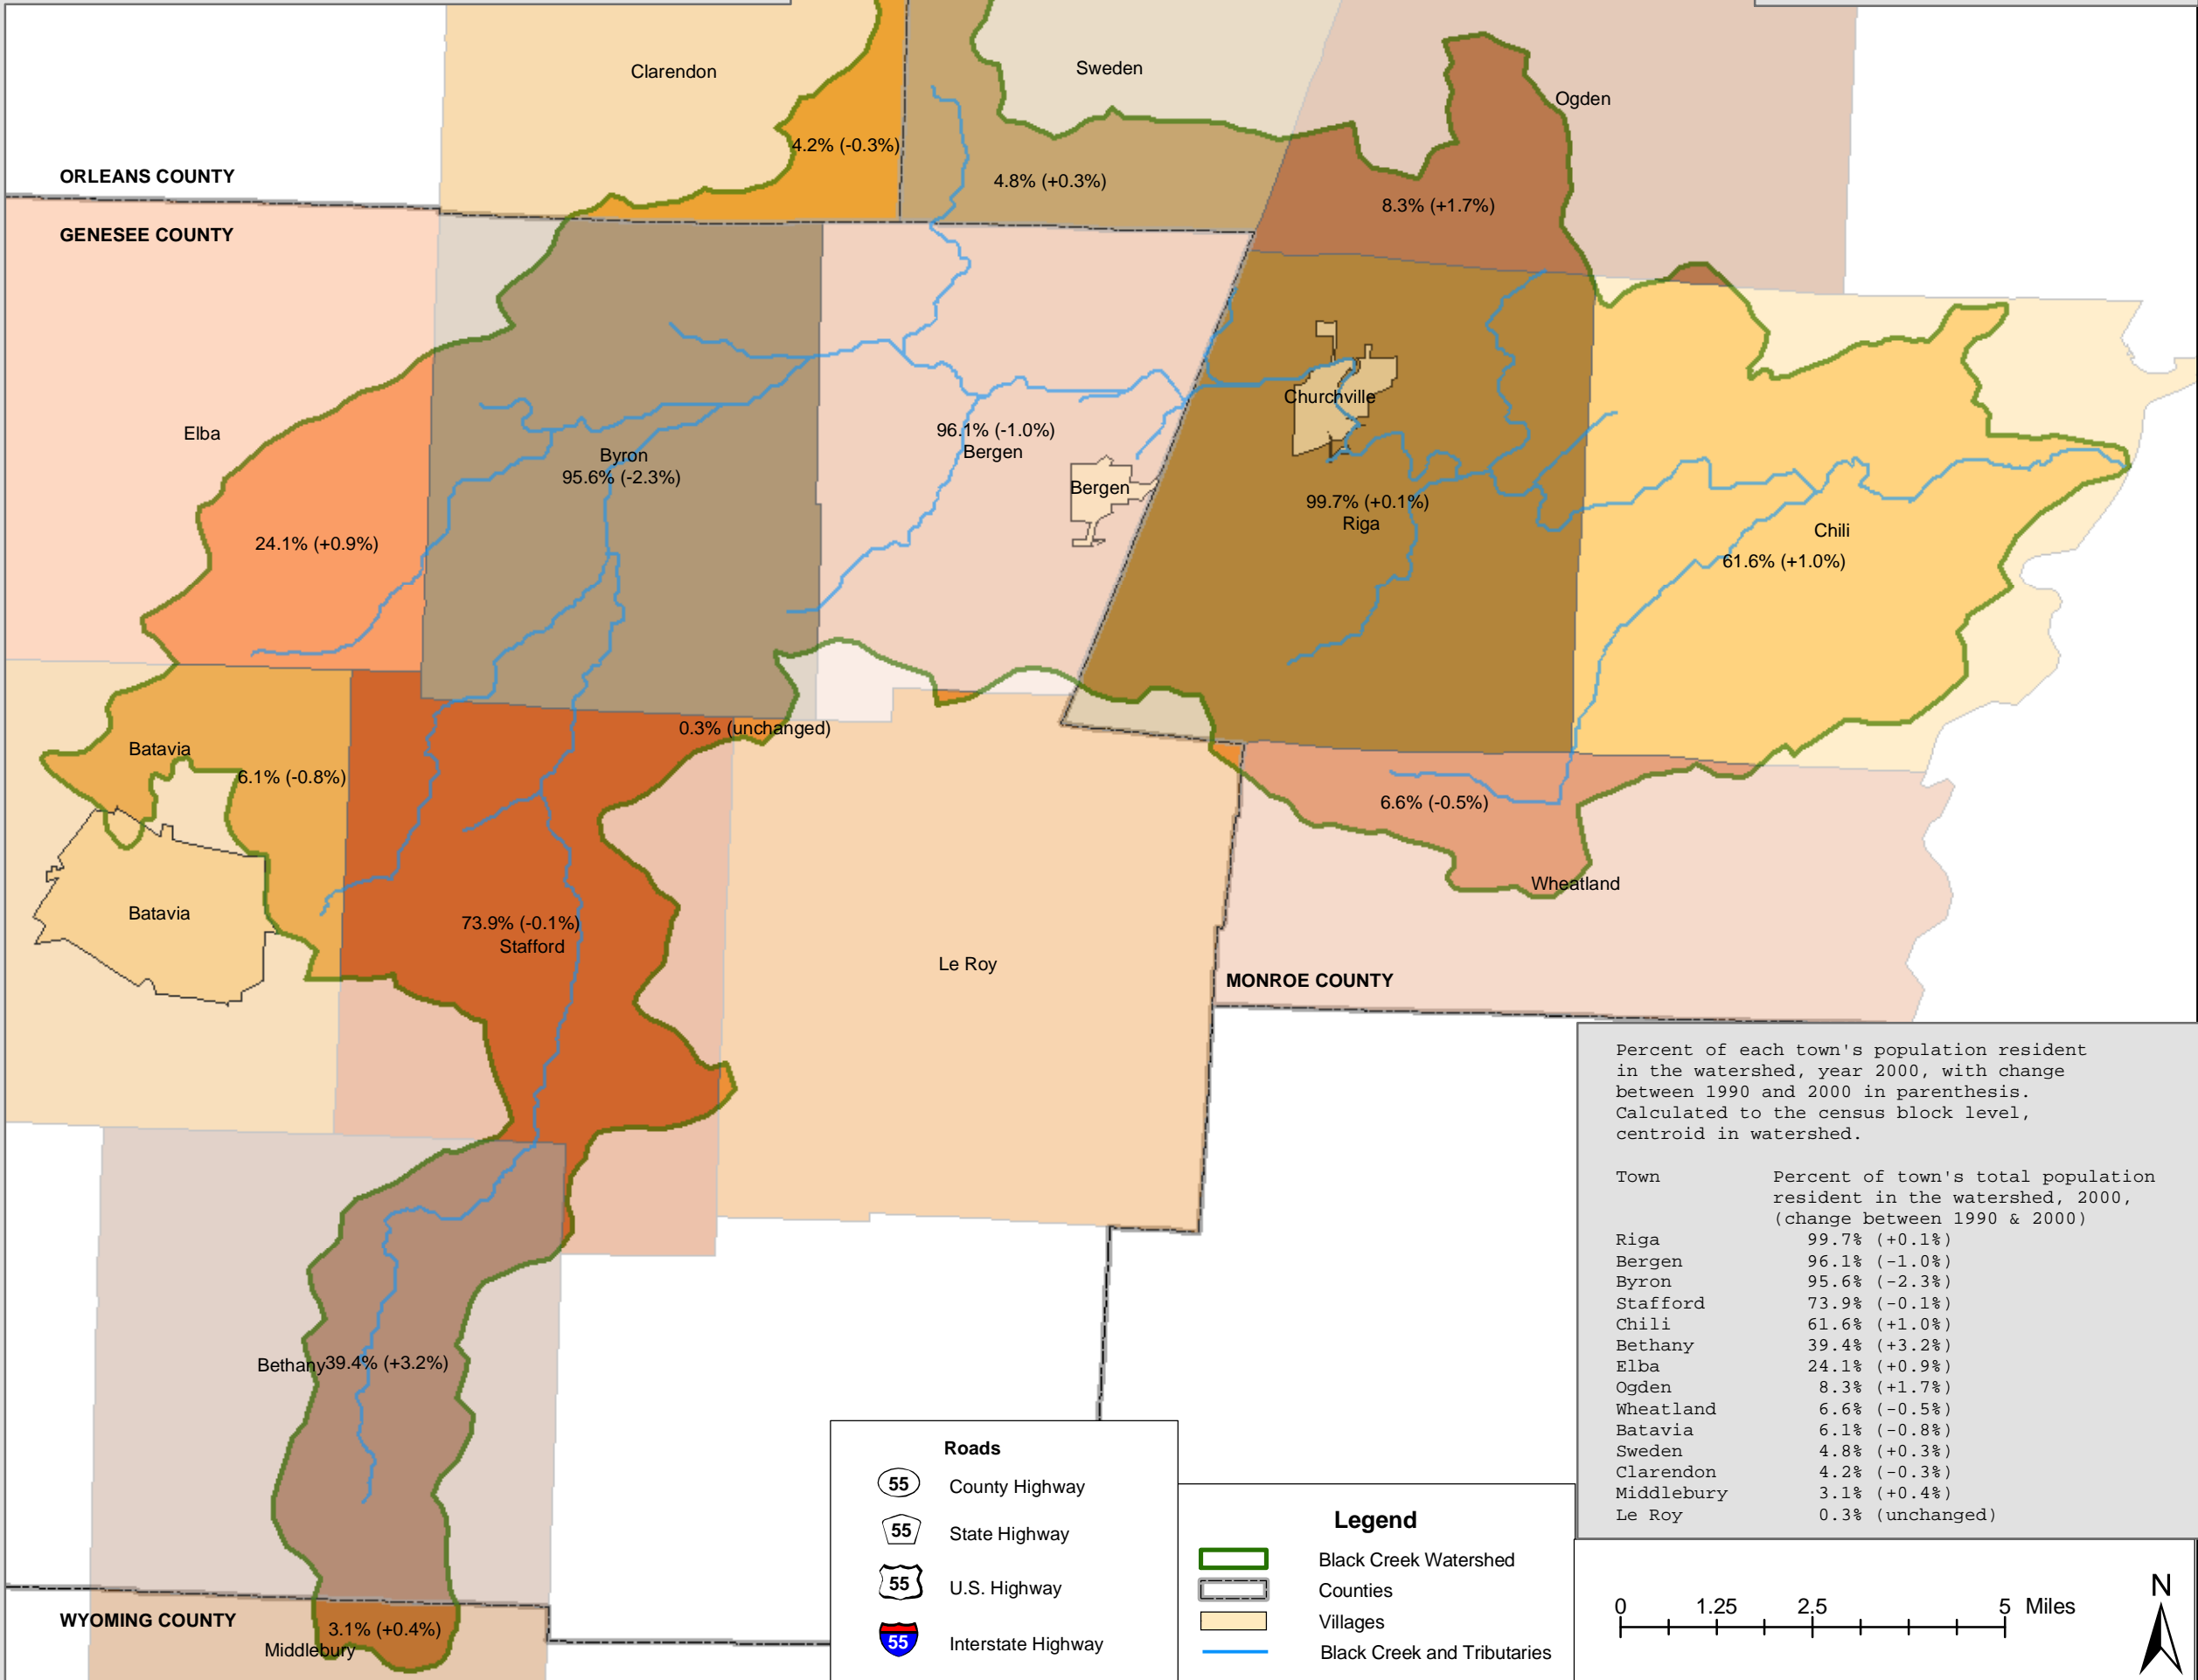 Clarendon
Sweden
Ogden
4.2% (-0.3%)
4.8% (+0.3%)
8.3% (+1.7%)
ORLEANS COUNTY
GENESEE COUNTY
Elba
24.1% (+0.9%)
Byron
95.6% (-2.3%)
96.1% (-1.0%)
Bergen
Bergen
Churchville
99.7% (+0.1%)
Riga
Chili
61.6% (+1.0%)
0.3% (unchanged)
Batavia
6.1% (-0.8%)
Batavia
73.9% (-0.1%)
Stafford
Le Roy
6.6% (-0.5%)
Wheatland
MONROE COUNTY
Bethany 39.4% (+3.2%)
WYOMING COUNTY
3.1% (+0.4%)
Middlebury
Roads
55 County Highway
55 State Highway
55 U.S. Highway
55 Interstate Highway
Legend
Black Creek Watershed
Counties
Villages
Black Creek and Tributaries
Percent of each town's population resident
in the watershed, year 2000, with change
between 1990 and 2000 in parenthesis.
Calculated to the census block level,
centroid in watershed.
Town Percent of town's total population
resident in the watershed, 2000,
(change between 1990 & 2000)
Riga 99.7% (+0.1%)
Bergen 96.1% (-1.0%)
Byron 95.6% (-2.3%)
Stafford 73.9% (-0.1%)
Chili 61.6% (+1.0%)
Bethany 39.4% (+3.2%)
Elba 24.1% (+0.9%)
Ogden 8.3% (+1.7%)
Wheatland 6.6% (-0.5%)
Batavia 6.1% (-0.8%)
Sweden 4.8% (+0.3%)
Clarendon 4.2% (-0.3%)
Middlebury 3.1% (+0.4%)
Le Roy 0.3% (unchanged)
0 1.25 2.5 5 Miles
N